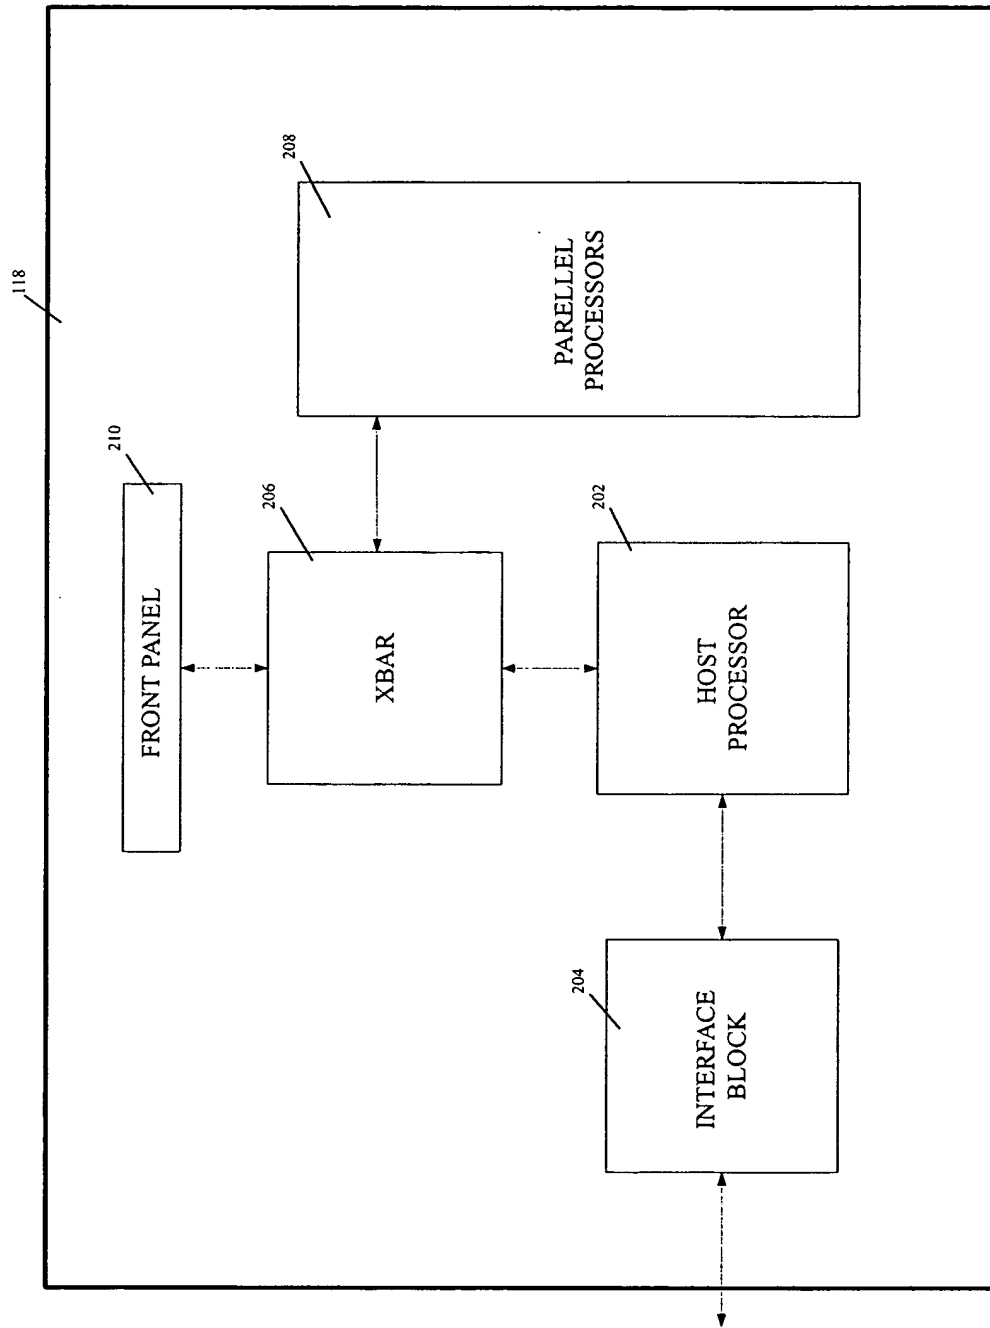 118
210
FRONT PANEL
206
XBAR
208
PARELLEL
PROCESSORS
202
HOST
PROCESSOR
204
INTERFACE
BLOCK